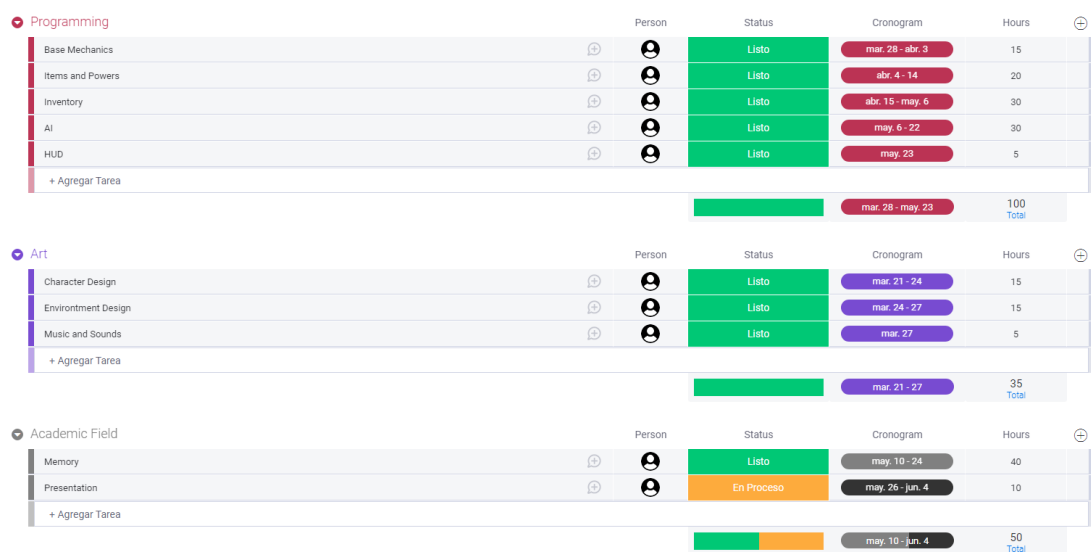 Programming Person Status Cronogram Hours
Base Mechanics Listo mar. 28 - abr. 3 15
Items and Powers Listo abr. 4 - 14 20
Inventory Listo abr. 15 - may. 6 30
AI Listo may. 6 - 22 30
HUD Listo may. 23 5
+ Agregar Tarea
mar. 28 - may. 23 100
Total
Art Person Status Cronogram Hours
Character Design Listo mar. 21 - 24 15
Environtment Design Listo mar. 24 - 27 15
Music and Sounds Listo mar. 27 5
+ Agregar Tarea
mar. 21 - 27 35
Total
Academic Field Person Status Cronogram Hours
Memory Listo may. 10 - 24 40
Presentation En Proceso may. 26 - jun. 4 10
+ Agregar Tarea
may. 10 - jun. 4 50
Total